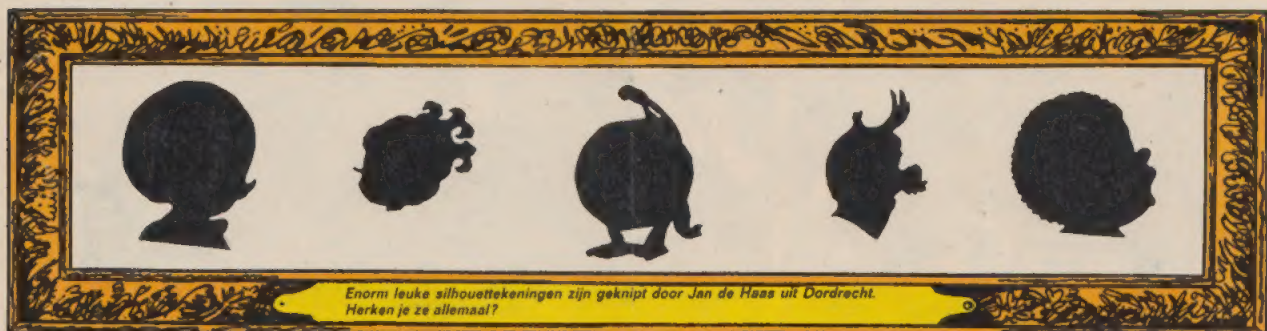 Enorm leuke silhouettekeningen zijn geknipt door Jan de Haas uit Dordrecht.
Herken je ze allemaal?